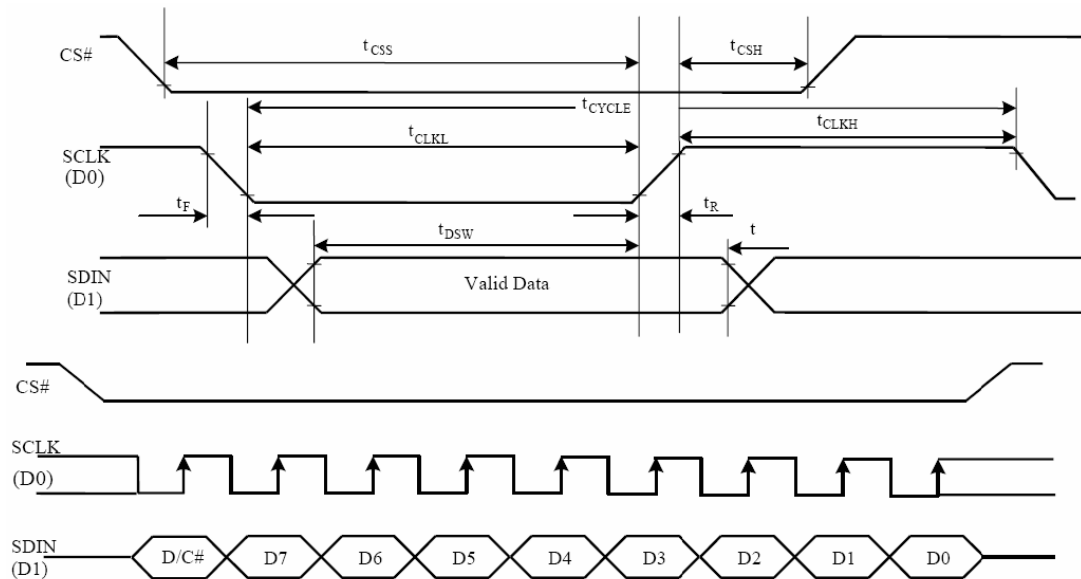 CS#
tCSS
tCSH
tCYCLE
tCLKL
tCLKH
SCLK
(D0)
tF
tR
tDSW
t
SDIN
(D1)
Valid Data
CS#
SCLK
(D0)
SDIN
(D1)
D/C# D7 D6 D5 D4 D3 D2 D1 D0